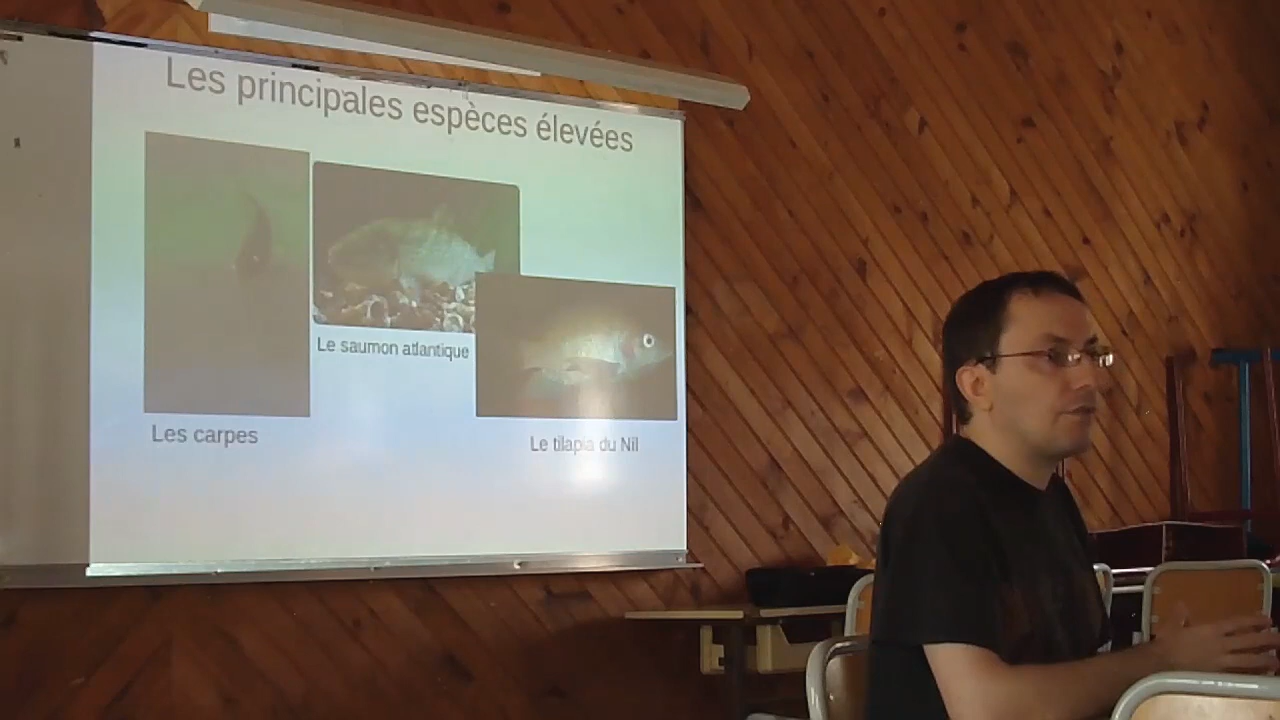 Les principales espèces élevées
Le saumon atlantique
Les carpes
Le tilapia du Nil